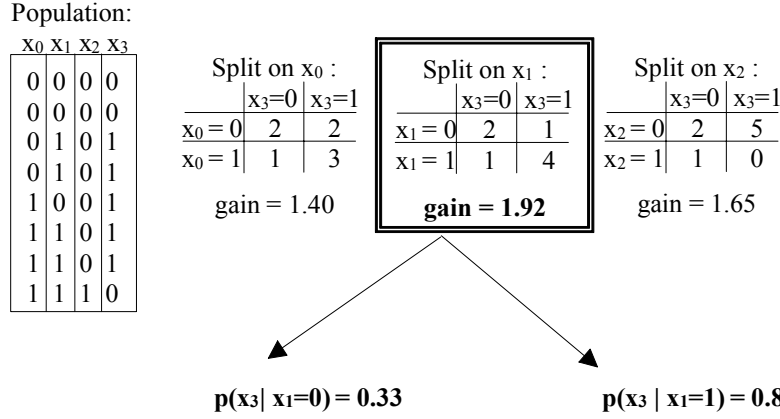 Population:
x0 x1 x2 x3
0 0 0 0
0 0 0 0
0 1 0 1
0 1 0 1
1 0 0 1
1 1 0 1
1 1 0 1
1 1 1 0
Split on x0 :
x3=0 x3=1
x0 = 0 2 2
x0 = 1 1 3
gain = 1.40
Split on x1 :
x3=0 x3=1
x1 = 0 2 1
x1 = 1 1 4
gain = 1.92
Split on x2 :
x3=0 x3=1
x2 = 0 2 5
x2 = 1 1 0
gain = 1.65
p(x3| x1=0) = 0.33
p(x3 | x1=1) = 0.8